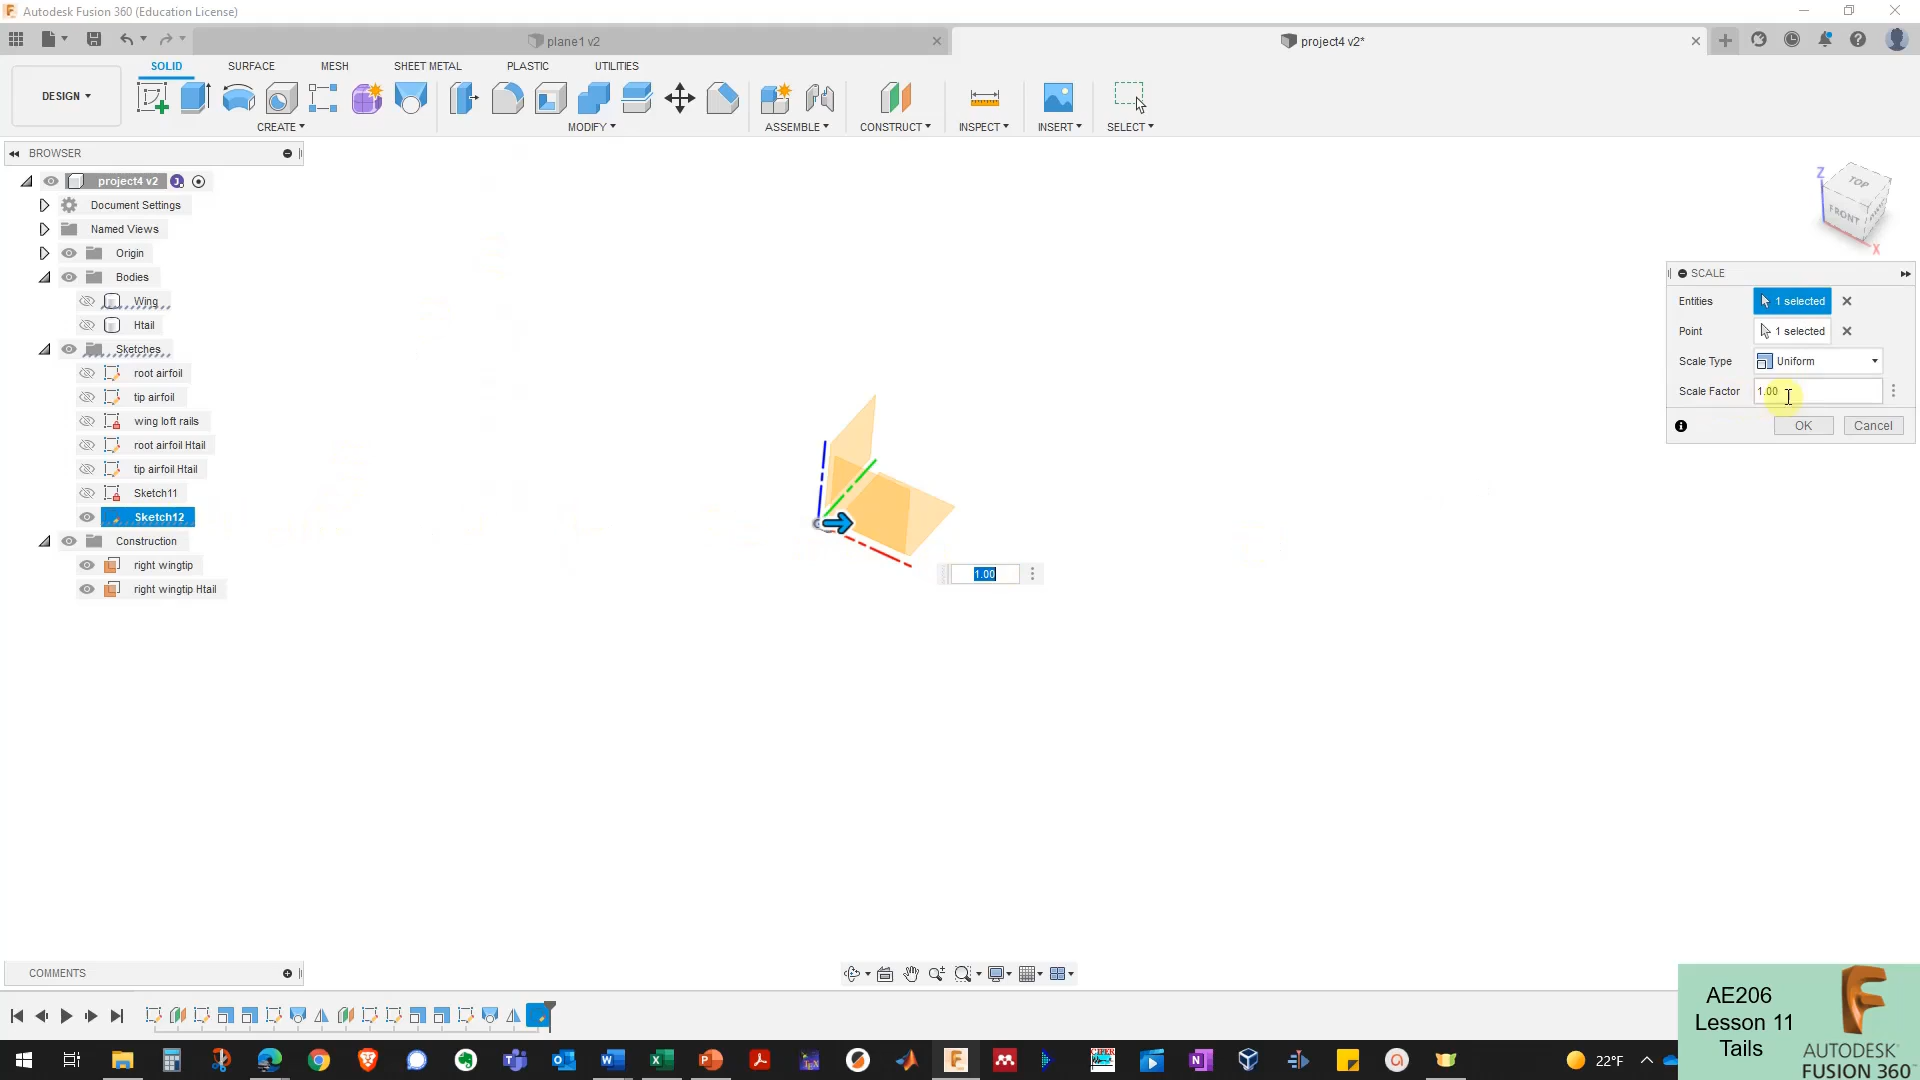 Autodesk Fusion 360 (Education License)
plane1 v2
project4 v2*
SOLID SURFACE MESH SHEET METAL PLASTIC UTILITIES
DESIGN
CREATE MODIFY ASSEMBLE CONSTRUCT INSPECT INSERT SELECT
BROWSER
project4 v2
Document Settings
Named Views
Origin
Bodies
Wing
Htail
Sketches
root airfoil
tip airfoil
wing loft rails
root airfoil Htail
tip airfoil Htail
Sketch11
Sketch12
Construction
right wingtip
right wingtip Htail
Z
TOP
FRONT
X
SCALE
Entities 1 selected
Point 1 selected
Scale Type Uniform
Scale Factor 1.00
OK Cancel
1.00
COMMENTS
AE206
Lesson 11
Tails
AUTODESK
FUSION 360
22°F